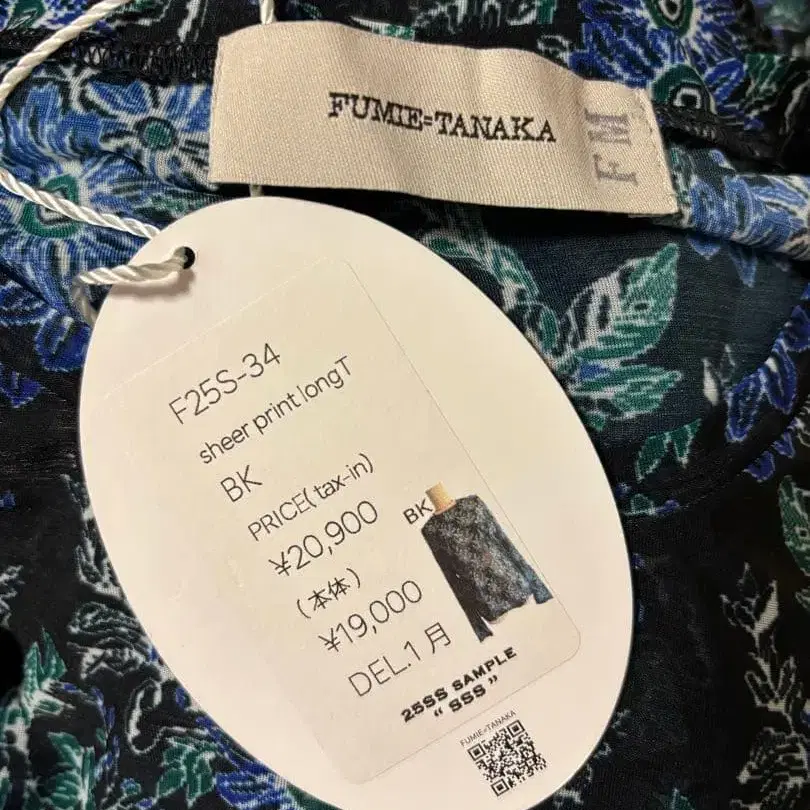 FUMIE=TANAKA
FM
F25S-34
sheer print longT
BK
PRICE( tax-in)
¥20,900
(本体)
¥19,000
DEL.1 月
BK
25SS SAMPLE
“ SSS ”
FUMIE=TANAKA